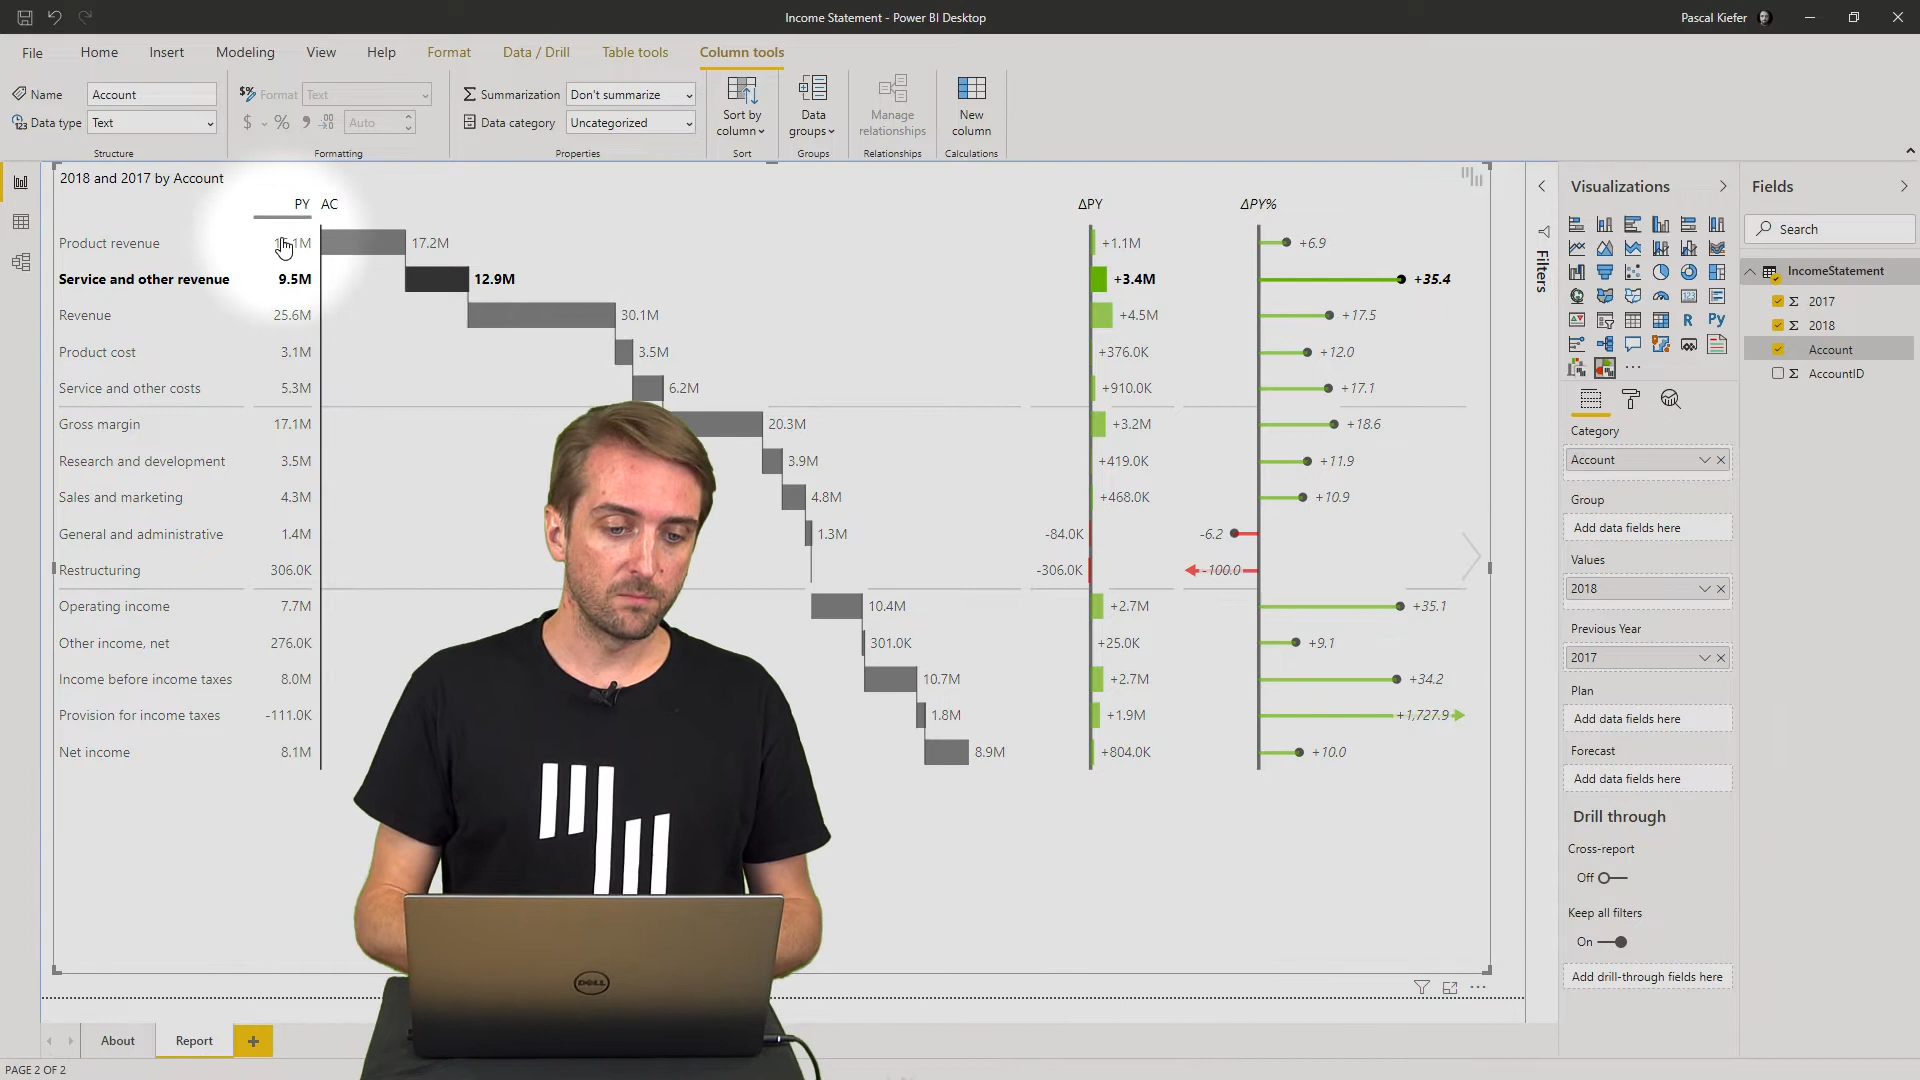 Income Statement - Power BI Desktop
Pascal Kiefer
File
Home
Insert
Modeling
View
Help
Format
Data / Drill
Table tools
Column tools
Name
Account
Data type
Text
Structure
Format
Text
$ % 9
Auto
Formatting
Summarization
Don't summarize
Data category
Uncategorized
Properties
Sort by
column
Sort
Data
groups
Groups
Manage
relationships
Relationships
New
column
Calculations
2018 and 2017 by Account
PY
AC
ΔPY
ΔPY%
Product revenue 17.2M +1.1M +6.9
Service and other revenue 9.5M 12.9M +3.4M +35.4
Revenue 25.6M 30.1M +4.5M +17.5
Product cost 3.1M 3.5M +376.0K +12.0
Service and other costs 5.3M 6.2M +910.0K +17.1
Gross margin 17.1M 20.3M +3.2M +18.6
Research and development 3.5M 3.9M +419.0K +11.9
Sales and marketing 4.3M 4.8M +468.0K +10.9
General and administrative 1.4M 1.3M -84.0K -6.2
Restructuring 306.0K -306.0K -100.0
Operating income 7.7M 10.4M +2.7M +35.1
Other income, net 276.0K 301.0K +25.0K +9.1
Income before income taxes 8.0M 10.7M +2.7M +34.2
Provision for income taxes -111.0K 1.8M +1.9M +1,727.9
Net income 8.1M 8.9M +804.0K +10.0
Filters
Visualizations
R
Py
Category
Account
Group
Add data fields here
Values
2018
Previous Year
2017
Plan
Add data fields here
Forecast
Add data fields here
Drill through
Cross-report
Off
Keep all filters
On
Add drill-through fields here
Fields
Search
IncomeStatement
2017
2018
Account
AccountID
DELL
About
Report
PAGE 2 OF 2